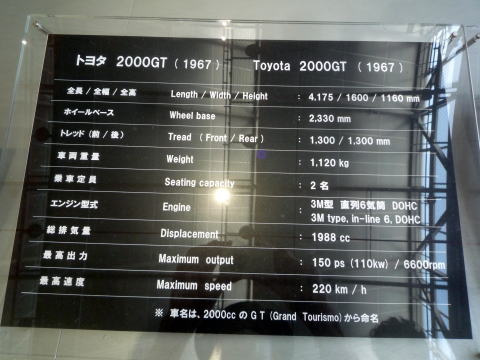 トヨタ 2000GT (1967) Toyota 2000GT (1967)
全長/全幅/全高 Length / Width / Height : 4,175 / 1600 / 1160 mm
ホイールベース Wheel base : 2,330 mm
トレッド (前/後) Tread (Front / Rear) : 1,300 / 1,300 mm
車両重量 Weight : 1,120 kg
乗車定員 Seating capacity : 2 名
エンジン型式 Engine : 3M型 直列6気筒 DOHC
3M type, in-line 6, DOHC
総排気量 Displacement : 1988 cc
最高出力 Maximum output : 150 ps (110kw) / 6600rpm
最高速度 Maximum speed : 220 km / h
※ 車名は、2000ccのGT (Grand Tourismo) から命名